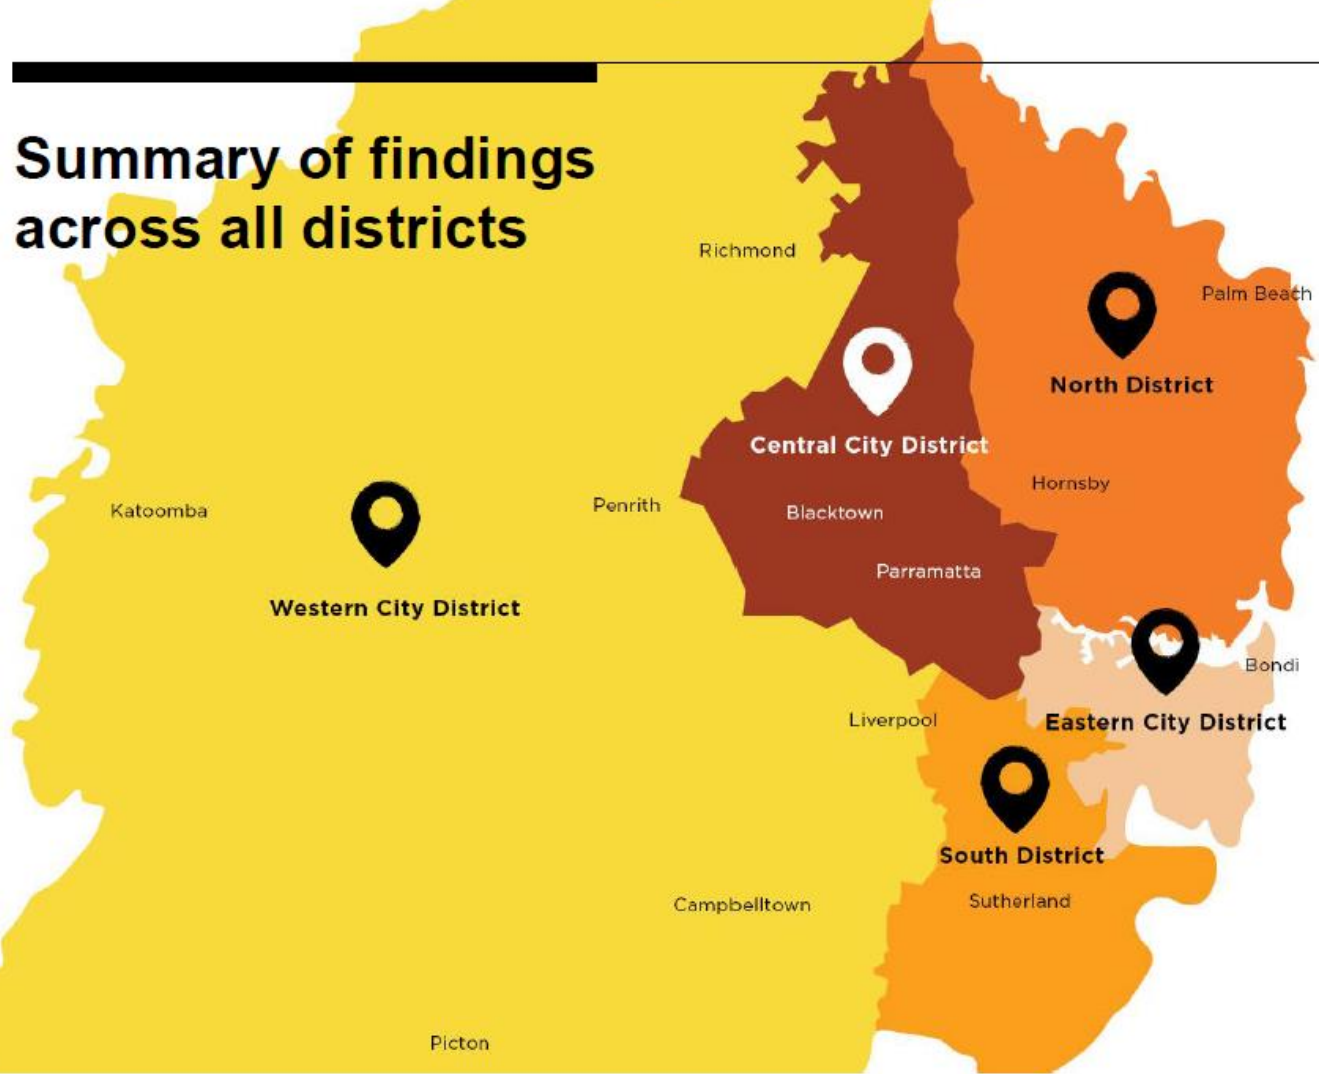 Summary of findings
across all districts
Richmond
Palm Beach
North District
Central City District
Hornsby
Katoomba
Penrith
Blacktown
Parramatta
Western City District
Bondi
Liverpool
Eastern City District
South District
Campbelltown
Sutherland
Picton